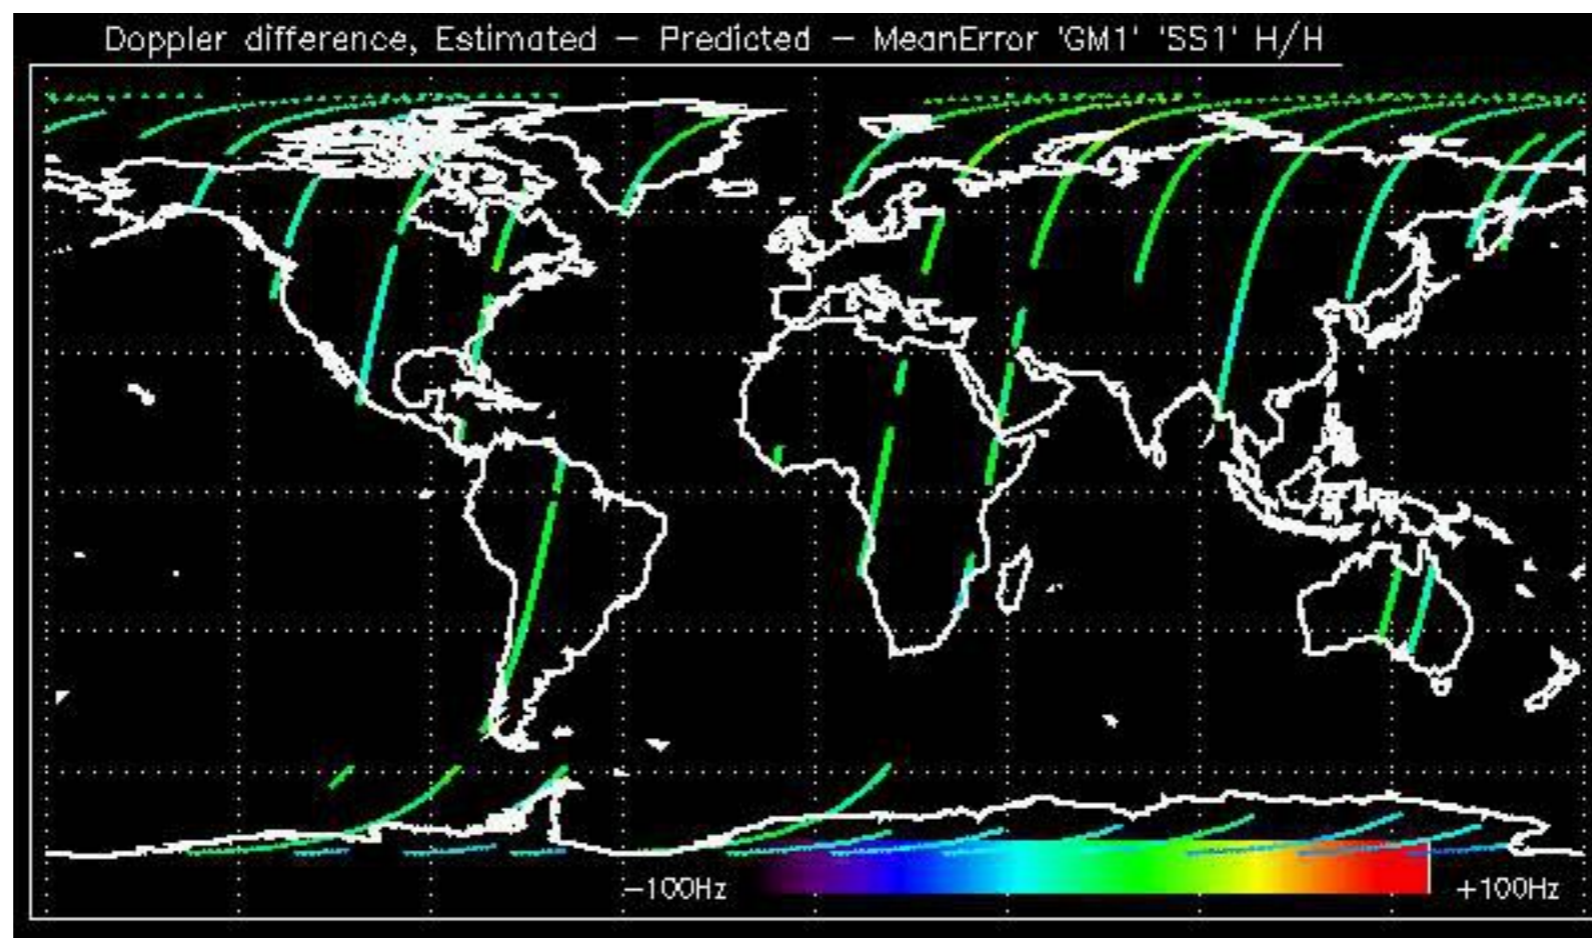 Doppler difference, Estimated – Predicted – MeanError 'GM1' 'SS1' H/H
–100Hz
+100Hz